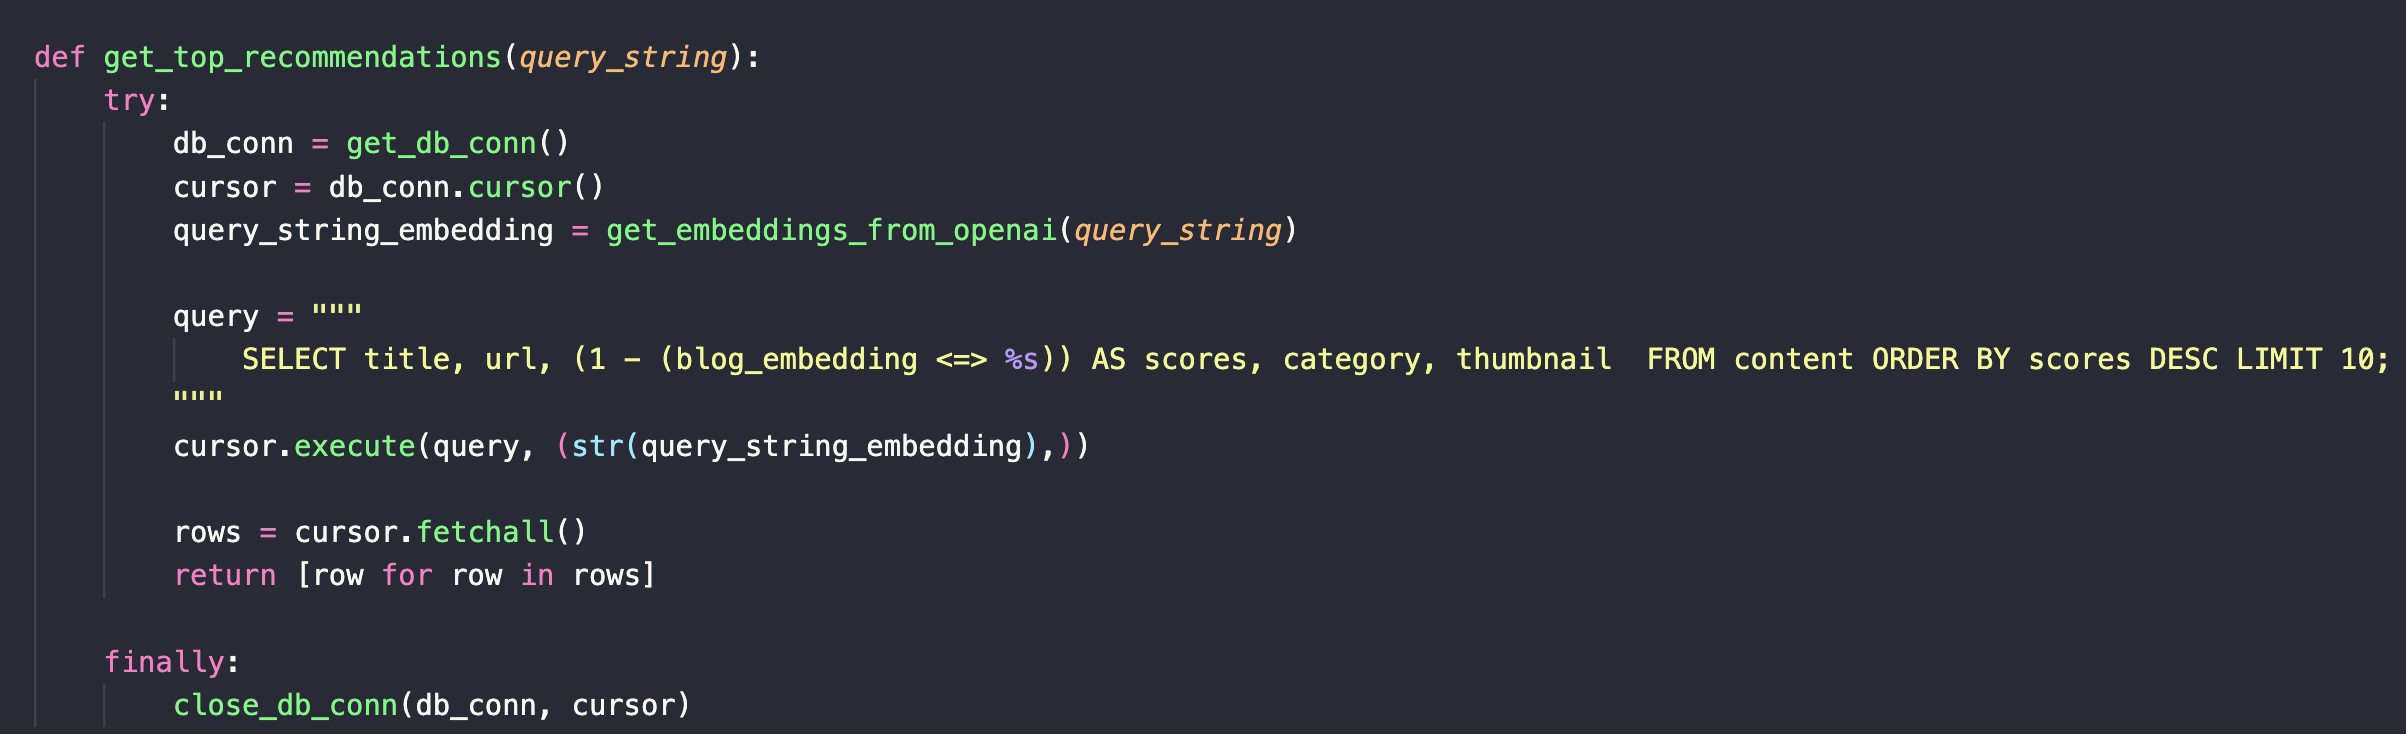 def get_top_recommendations(query_string):
    try:
        db_conn = get_db_conn()
        cursor = db_conn.cursor()
        query_string_embedding = get_embeddings_from_openai(query_string)

        query = """
            SELECT title, url, (1 - (blog_embedding <=> %s)) AS scores, category, thumbnail  FROM content ORDER BY scores DESC LIMIT 10;
        """
        cursor.execute(query, (str(query_string_embedding),))

        rows = cursor.fetchall()
        return [row for row in rows]

    finally:
        close_db_conn(db_conn, cursor)